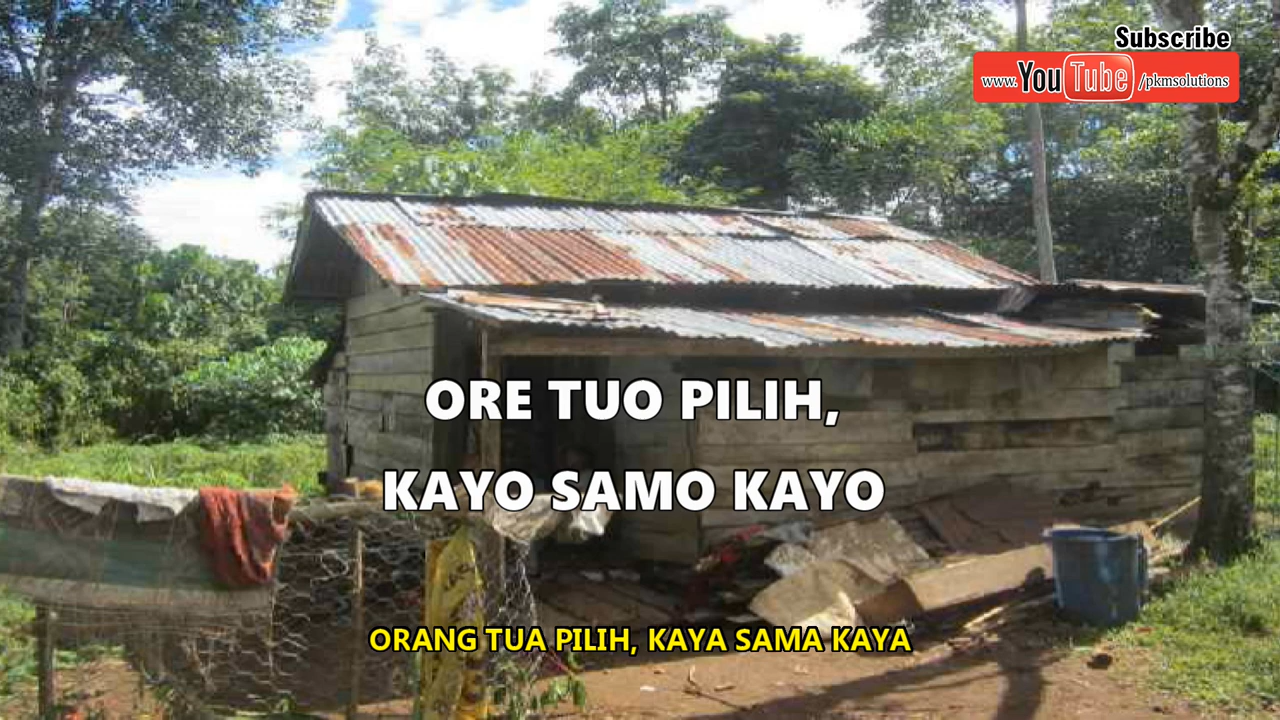 Subscribe
www.YouTube/pkmsolutions
ORE TUO PILIH,
KAYO SAMO KAYO
ORANG TUA PILIH, KAYA SAMA KAYA